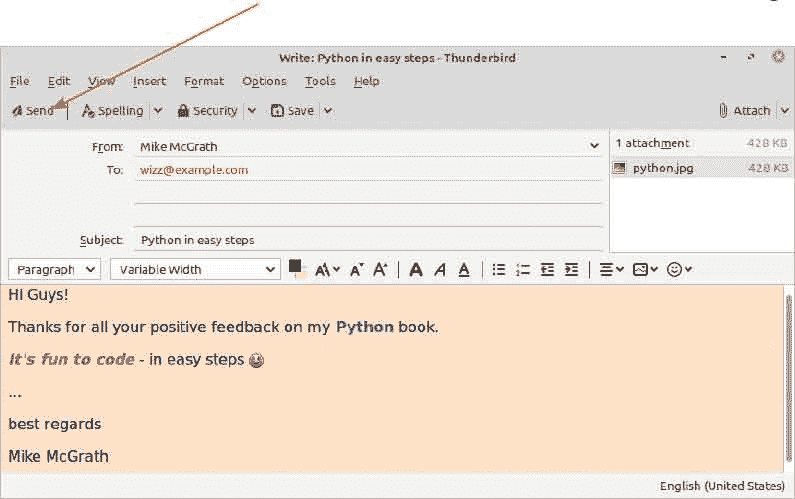 Write: Python in easy steps - Thunderbird
File Edit View Insert Format Options Tools Help
Send Spelling Security Save Attach
From: Mike McGrath
1 attachment 428 KB
To: wizz@example.com
python.jpg 428 KB
Subject: Python in easy steps
Paragraph Variable Width
Hi Guys!
Thanks for all your positive feedback on my Python book.
It's fun to code - in easy steps
...
best regards
Mike McGrath
English (United States)